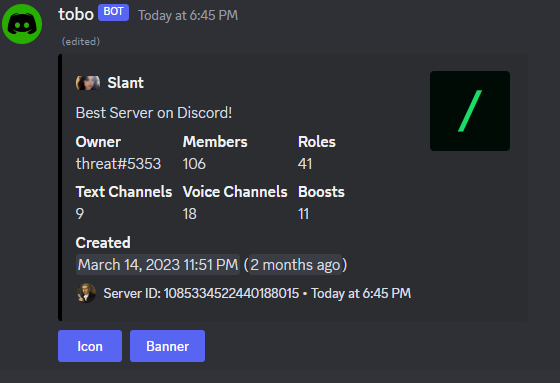 tobo BOT Today at 6:45 PM
(edited)
Slant
Best Server on Discord!
Owner Members Roles
threat#5353 106 41
Text Channels Voice Channels Boosts
9 18 11
Created
March 14, 2023 11:51 PM (2 months ago)
Server ID: 1085334522440188015 • Today at 6:45 PM
Icon Banner